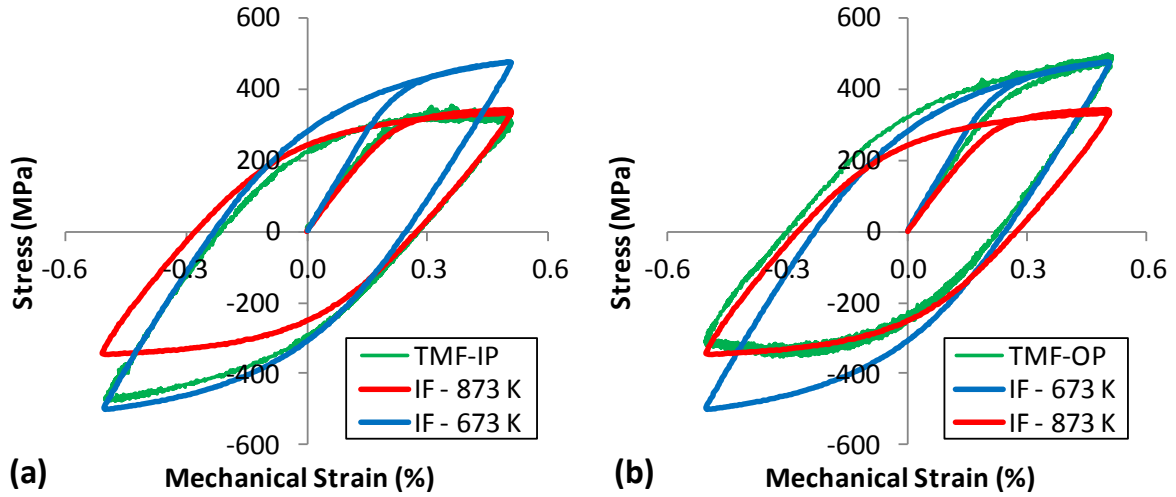 600
400
200
0
-200
-400
-600
-0.6
-0.3
0.0
0.3
0.6
Stress (MPa)
Mechanical Strain (%)
TMF-IP
IF - 873 K
IF - 673 K
(a)
600
400
200
0
-200
-400
-600
-0.6
-0.3
0.0
0.3
0.6
Stress (MPa)
Mechanical Strain (%)
TMF-OP
IF - 673 K
IF - 873 K
(b)